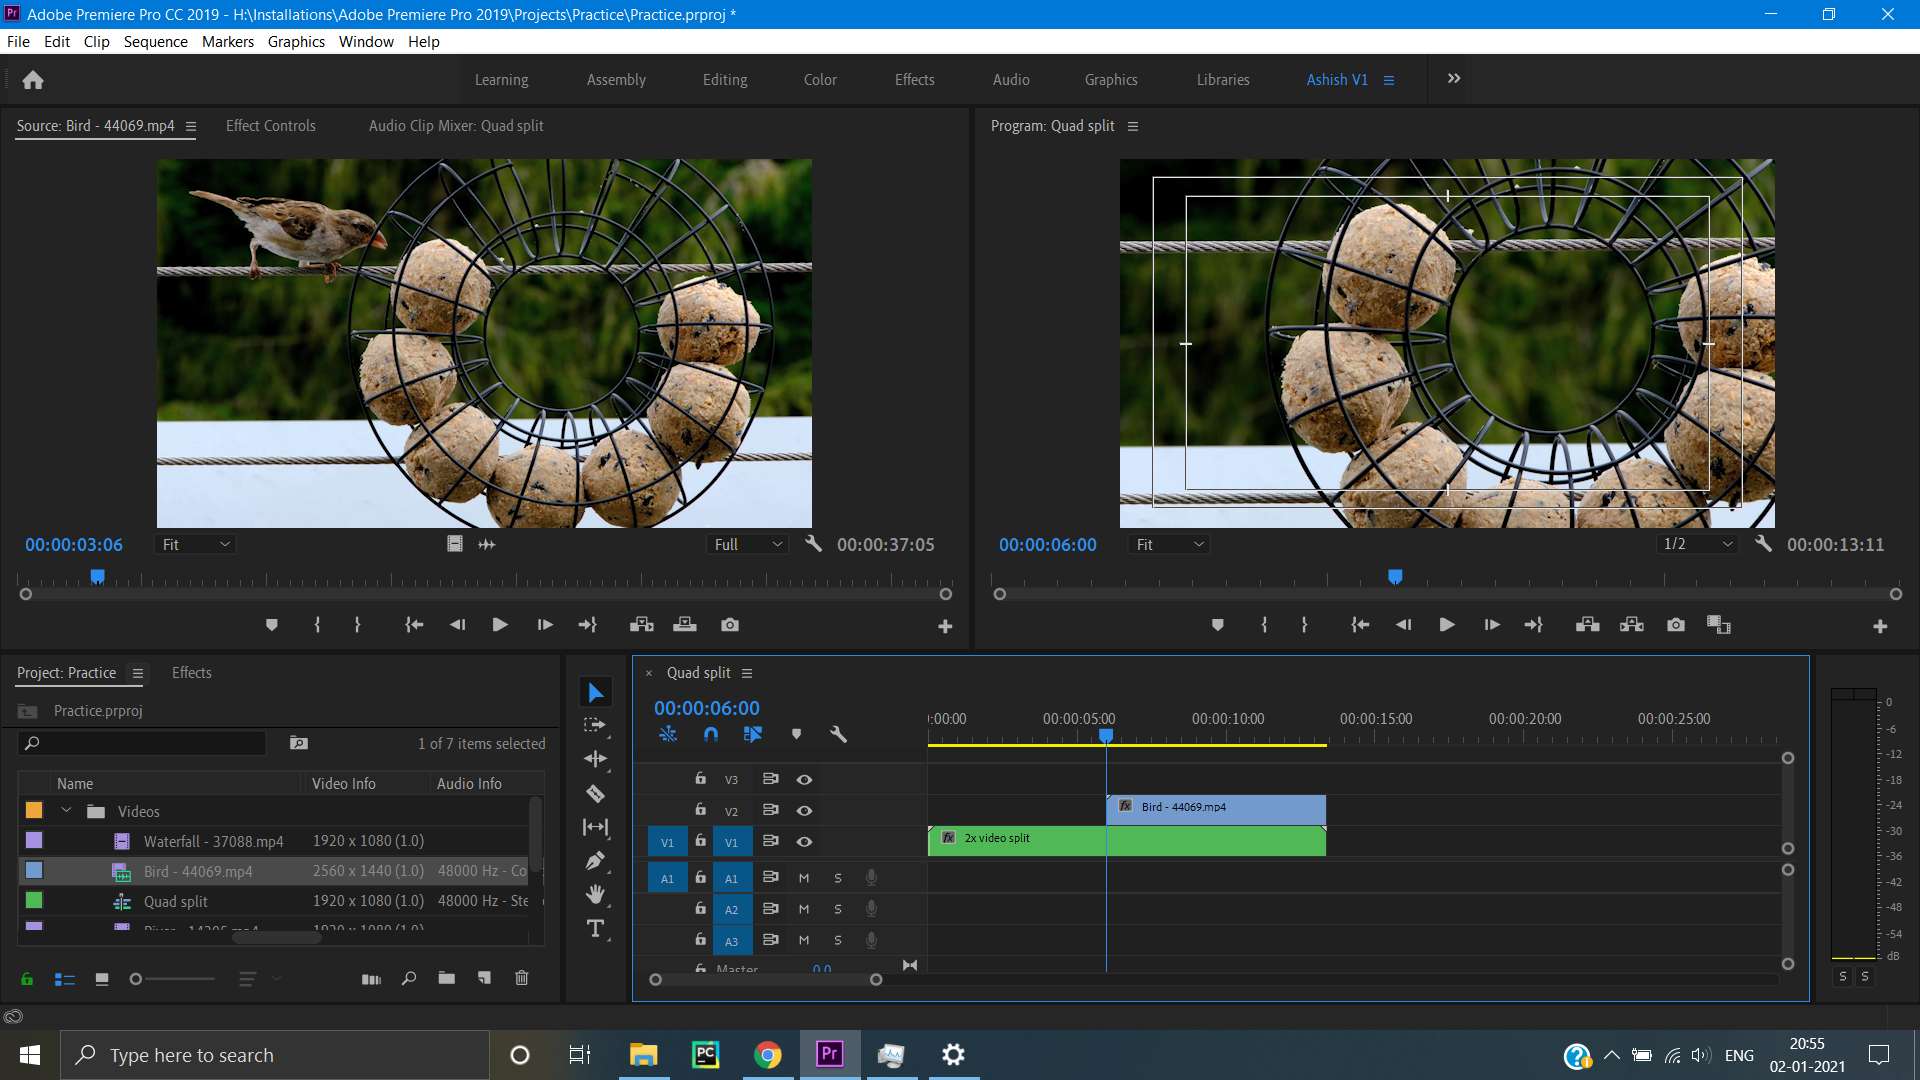 Pr Adobe Premiere Pro CC 2019 - H:\Installations\Adobe Premiere Pro 2019\Projects\Practice\Practice.prproj *
File Edit Clip Sequence Markers Graphics Window Help
Learning Assembly Editing Color Effects Audio Graphics Libraries Ashish V1
Source: Bird - 44069.mp4 Effect Controls Audio Clip Mixer: Quad split
Program: Quad split
00:00:03:06 Fit Full 00:00:37:05
00:00:06:00 Fit 1/2 00:00:13:11
Project: Practice Effects
Practice.prproj
1 of 7 items selected
Name Video Info Audio Info
Videos
Waterfall - 37088.mp4 1920 x 1080 (1.0)
Bird - 44069.mp4 2560 x 1440 (1.0) 48000 Hz - Co
Quad split 1920 x 1080 (1.0) 48000 Hz - Ste
T
× Quad split
00:00:06:00
:00:00 00:00:05:00 00:00:10:00 00:00:15:00 00:00:20:00 00:00:25:00
V3
V2 fx Bird - 44069.mp4
V1 V1 fx 2x video split
A1 A1 M S
A2 M S
A3 M S
Master 0.0
0
-6
-12
-18
-24
-30
-36
-42
-48
-54
dB
S S
Type here to search
PC Pr
ENG
20:55
02-01-2021